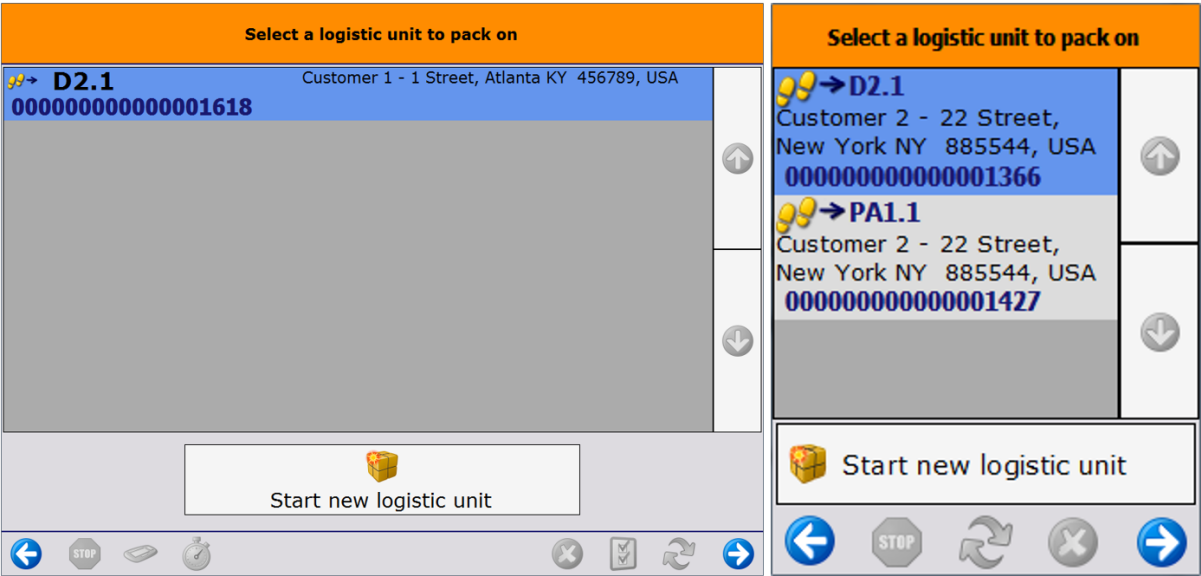 Select a logistic unit to pack on
D2.1 Customer 1 - 1 Street, Atlanta KY  456789, USA
000000000000001618
Start new logistic unit
STOP
Select a logistic unit to pack on
D2.1
Customer 2 - 22 Street,
New York NY  885544, USA
000000000000001366
PA1.1
Customer 2 - 22 Street,
New York NY  885544, USA
000000000000001427
Start new logistic unit
STOP